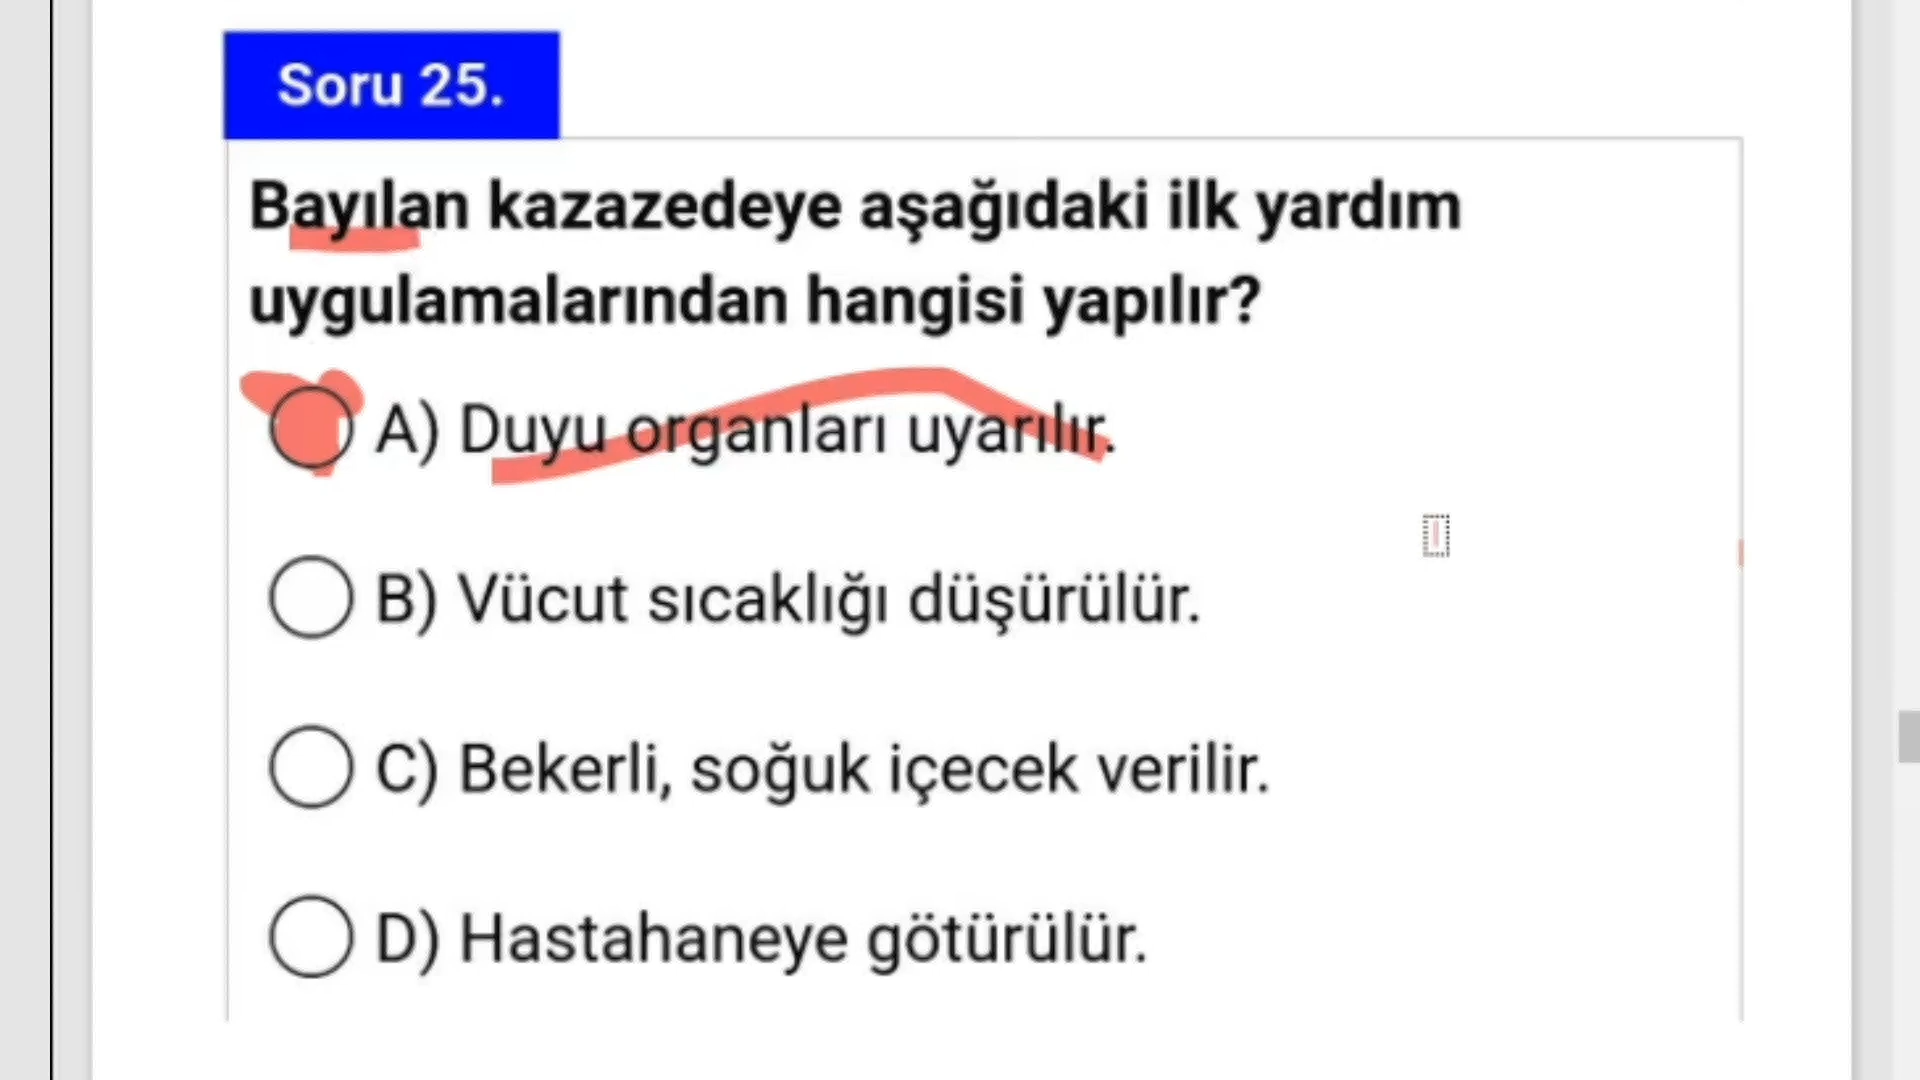 Soru 25.
Bayılan kazazedeye aşağıdaki ilk yardım
uygulamalarından hangisi yapılır?
A) Duyu organları uyarılır.
B) Vücut sıcaklığı düşürülür.
C) Bekerli, soğuk içecek verilir.
D) Hastahaneye götürülür.